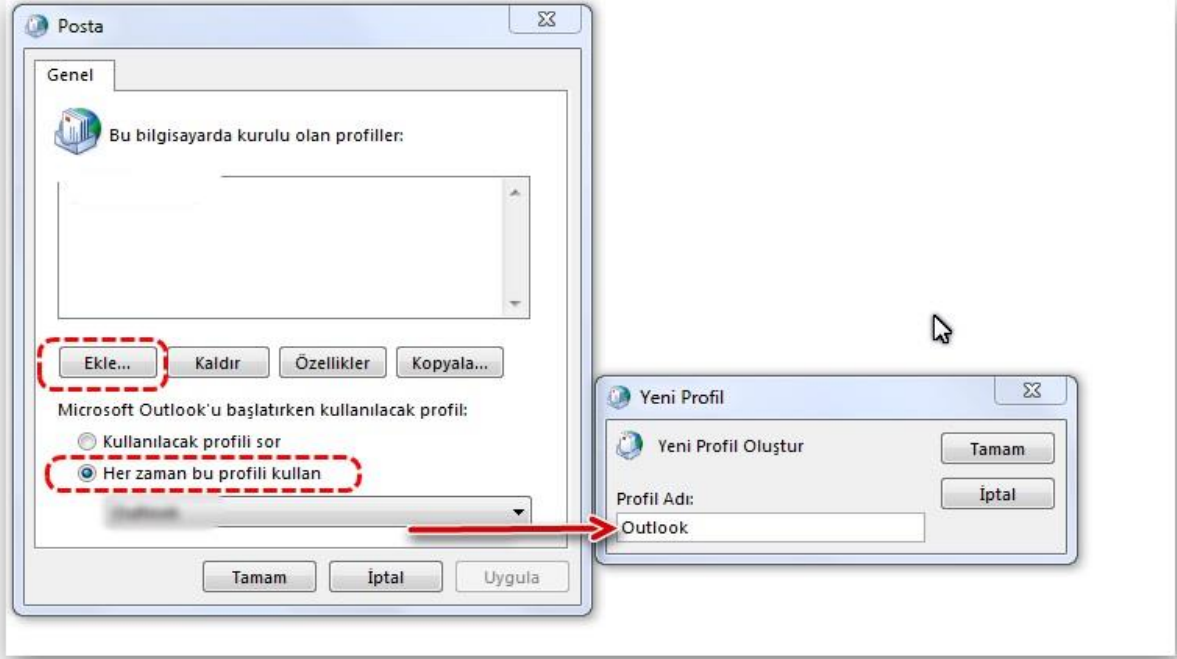 Posta
Genel
Bu bilgisayarda kurulu olan profiller:
Ekle... Kaldır Özellikler Kopyala...
Microsoft Outlook'u başlatırken kullanılacak profil:
Kullanılacak profili sor
Her zaman bu profili kullan
Tamam İptal Uygula
Yeni Profil
Yeni Profil Oluştur
Tamam
İptal
Profil Adı:
Outlook